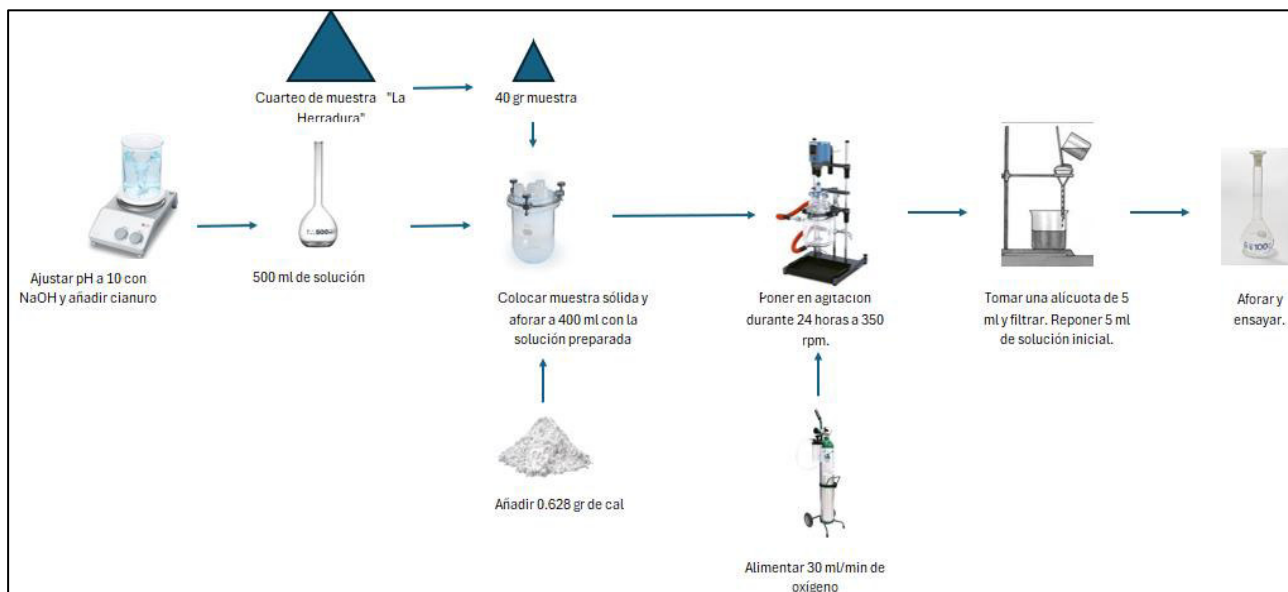 Cuarteo de muestra "La
Herradura"
40 gr muestra
Ajustar pH a 10 con
NaOH y añadir cianuro
500 ml de solución
Colocar muestra sólida y
aforar a 400 ml con la
solución preparada
Poner en agitación
durante 24 horas a 350
rpm.
Tomar una alícuota de 5
ml y filtrar. Reponer 5 ml
de solución inicial.
Aforar y
ensayar.
Añadir 0.628 gr de cal
Alimentar 30 ml/min de
oxígeno